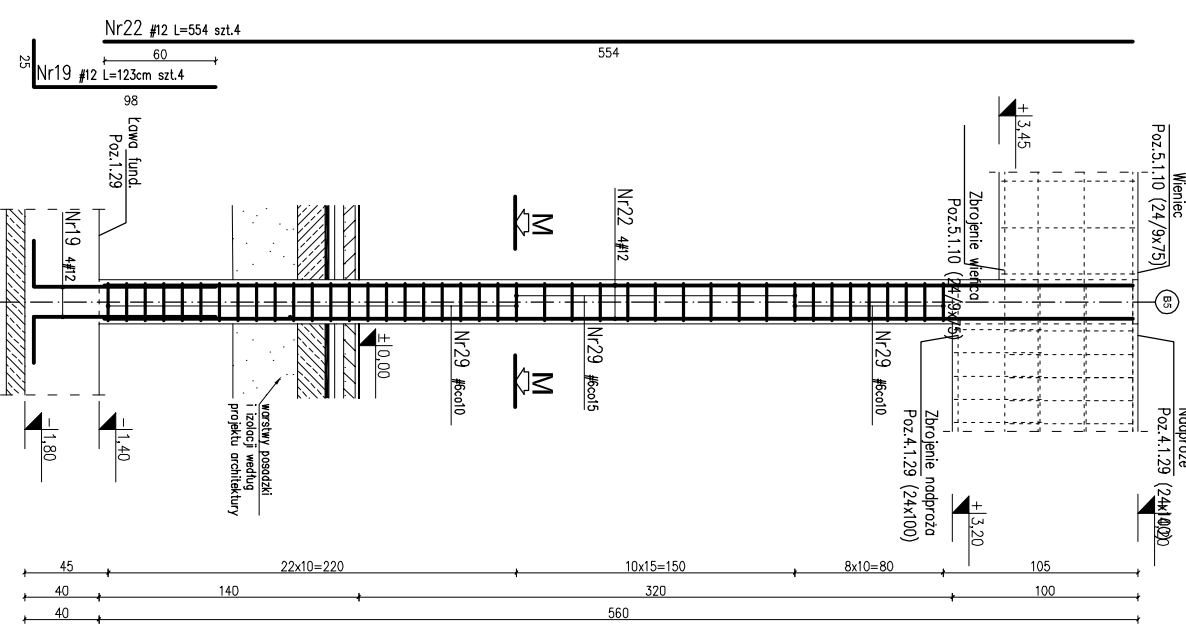 Nr22 #12 L=554 szt.4
60
554
25
Nr19 #12 L=123cm szt.4
98
Ława fund.
Poz.1.29
+3,45
Wieniec
Poz.5.1.10 (24/9x75)
Zbrojenie wieńca
Poz.5.1.10 (24/9x75)
Nr19 4#12
M
Nr22 4#12
B5
±0,00
Nr29 #6co10
Nr29 #6co15
M
Nr29 #6co10
warstwy posadzki
i izolacji według
projektu architektury
Zbrojenie nadproża
Poz.4.1.29 (24x100)
Nadproże
Poz.4.1.29 (24x100)
-1,80
-1,40
+3,20
45
22x10=220
10x15=150
8x10=80
105
40
140
320
100
40
560